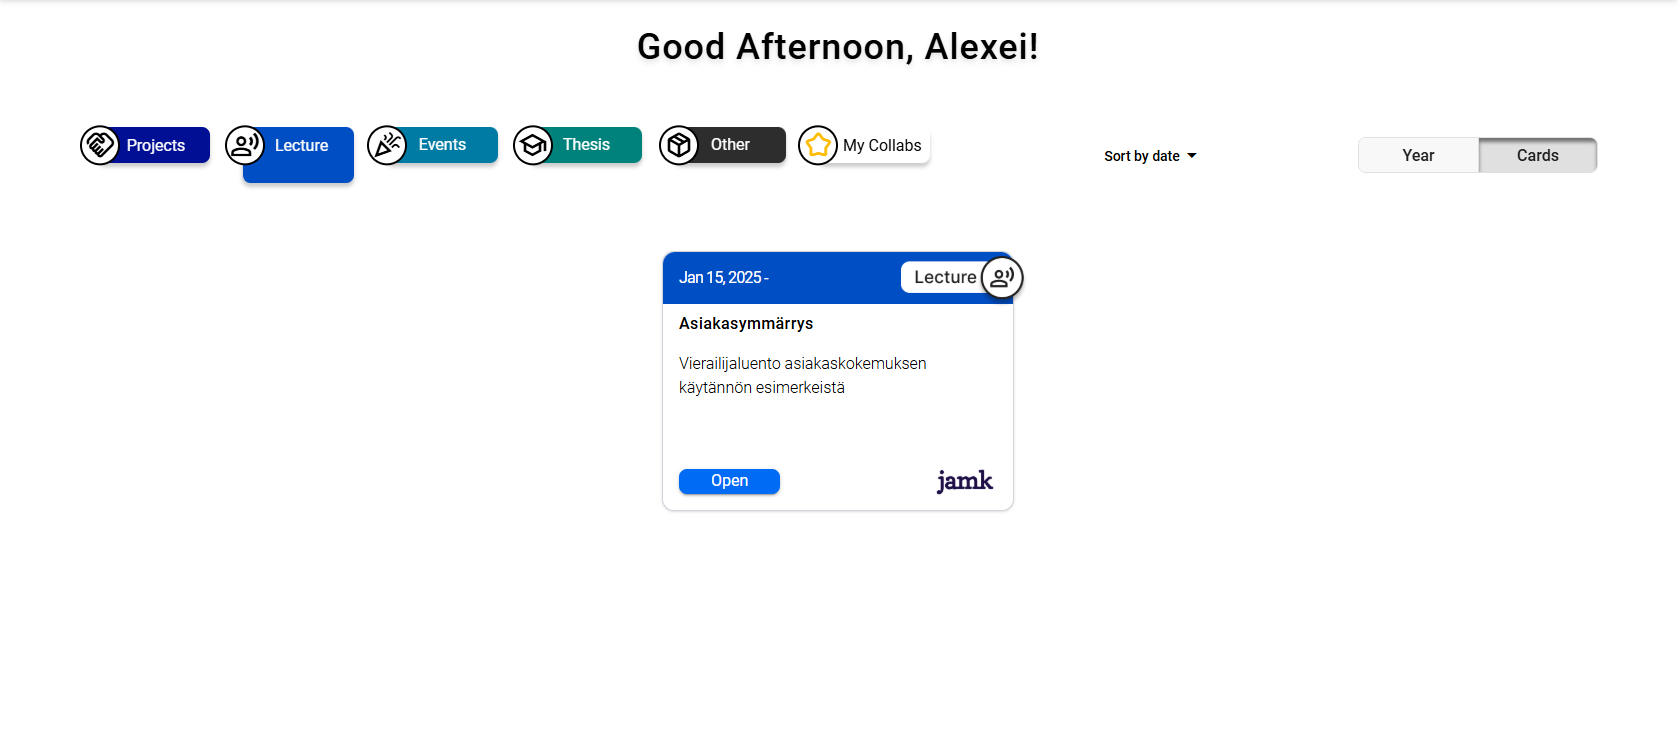 Good Afternoon, Alexei!
Projects
Lecture
Events
Thesis
Other
My Collabs
Sort by date
Year
Cards
Jan 15, 2025 -
Lecture
Asiakasymmärrys
Vierailijaluento asiakaskokemuksen
käytännön esimerkeistä
Open
jamk